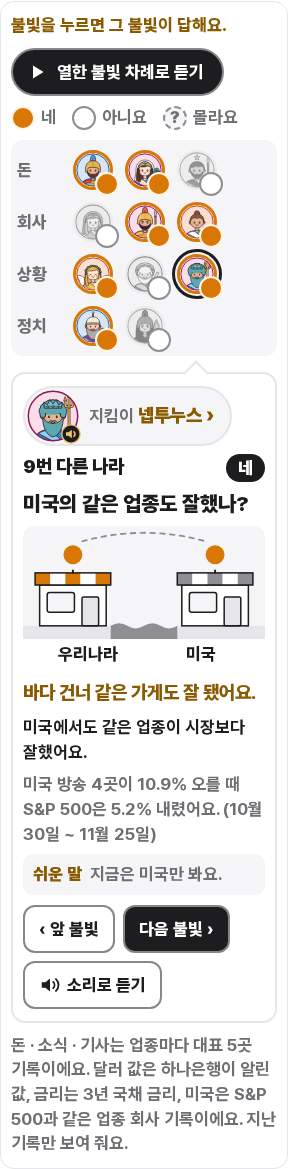 불빛을 누르면 그 불빛이 답해요.
▶ 열한 불빛 차례로 듣기
네 아니요 ? 몰라요
돈
회사
상황
정치
지킴이 넵투누스 ›
9번 다른 나라 네
미국의 같은 업종도 잘했나?
우리나라 미국
바다 건너 같은 가게도 잘 됐어요.
미국에서도 같은 업종이 시장보다
잘했어요.
미국 방송 4곳이 10.9% 오를 때
S&P 500은 5.2% 내렸어요. (10월
30일 ~ 11월 25일)
쉬운 말 지금은 미국만 봐요.
‹ 앞 불빛 다음 불빛 ›
소리로 듣기
돈 · 소식 · 기사는 업종마다 대표 5곳
기록이에요. 달러 값은 하나은행이 알린
값, 금리는 3년 국채 금리, 미국은 S&P
500과 같은 업종 회사 기록이에요. 지난
기록만 보여 줘요.